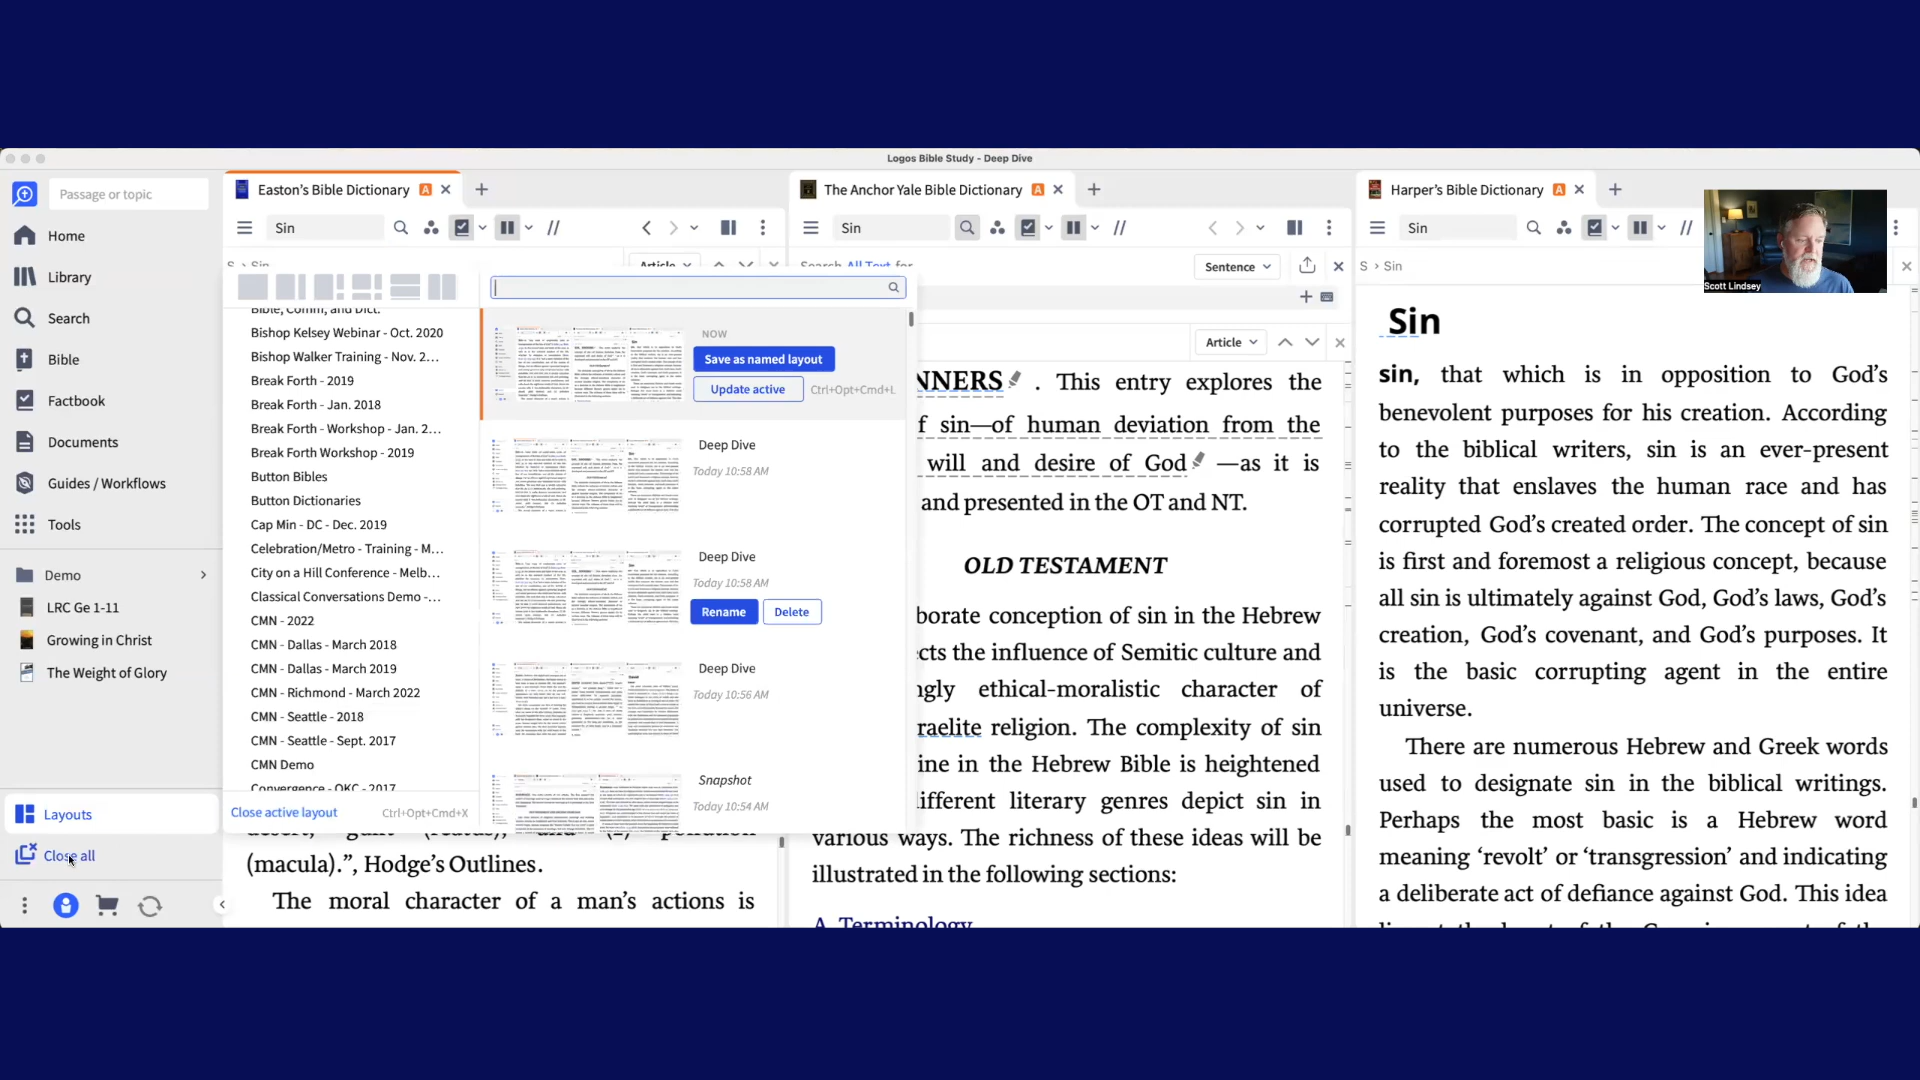 Logos Bible Study - Deep Dive
Passage or topic
Home
Library
Search
Bible
Factbook
Documents
Guides / Workflows
Tools
Demo
LRC Ge 1-11
Growing in Christ
The Weight of Glory
Layouts
Close all
Easton's Bible Dictionary A
Sin
S > Sin
Article
Bible, Comm, and Dict.
Bishop Kelsey Webinar - Oct. 2020
Bishop Walker Training - Nov. 2...
Break Forth - 2019
Break Forth - Jan. 2018
Break Forth - Workshop - Jan. 2...
Break Forth Workshop - 2019
Button Bibles
Button Dictionaries
Cap Min - DC - Dec. 2019
Celebration/Metro - Training - M...
City on a Hill Conference - Melb...
Classical Conversations Demo -...
CMN - 2022
CMN - Dallas - March 2018
CMN - Dallas - March 2019
CMN - Richmond - March 2022
CMN - Seattle - 2018
CMN - Seattle - Sept. 2017
CMN Demo
Convergence - OKC - 2017
Close active layout Ctrl+Opt+Cmd+X
NOW
Save as named layout
Update active Ctrl+Opt+Cmd+L
Deep Dive
Today 10:58 AM
Deep Dive
Today 10:58 AM
Rename Delete
Deep Dive
Today 10:56 AM
Snapshot
Today 10:54 AM
(macula).", Hodge's Outlines.
The moral character of a man's actions is
The Anchor Yale Bible Dictionary A
Sin
Search All Text for
Sentence
Article
NNERS . This entry explores the
f sin—of human deviation from the
will and desire of God —as it is
and presented in the OT and NT.
OLD TESTAMENT
borate conception of sin in the Hebrew
ects the influence of Semitic culture and
ngly ethical-moralistic character of
raelite religion. The complexity of sin
ine in the Hebrew Bible is heightened
ifferent literary genres depict sin in
various ways. The richness of these ideas will be
illustrated in the following sections:
A. Terminology
Harper's Bible Dictionary A
Sin
S > Sin
Scott Lindsey
Sin
sin, that which is in opposition to God's
benevolent purposes for his creation. According
to the biblical writers, sin is an ever-present
reality that enslaves the human race and has
corrupted God's created order. The concept of sin
is first and foremost a religious concept, because
all sin is ultimately against God, God's laws, God's
creation, God's covenant, and God's purposes. It
is the basic corrupting agent in the entire
universe.
There are numerous Hebrew and Greek words
used to designate sin in the biblical writings.
Perhaps the most basic is a Hebrew word
meaning 'revolt' or 'transgression' and indicating
a deliberate act of defiance against God. This idea